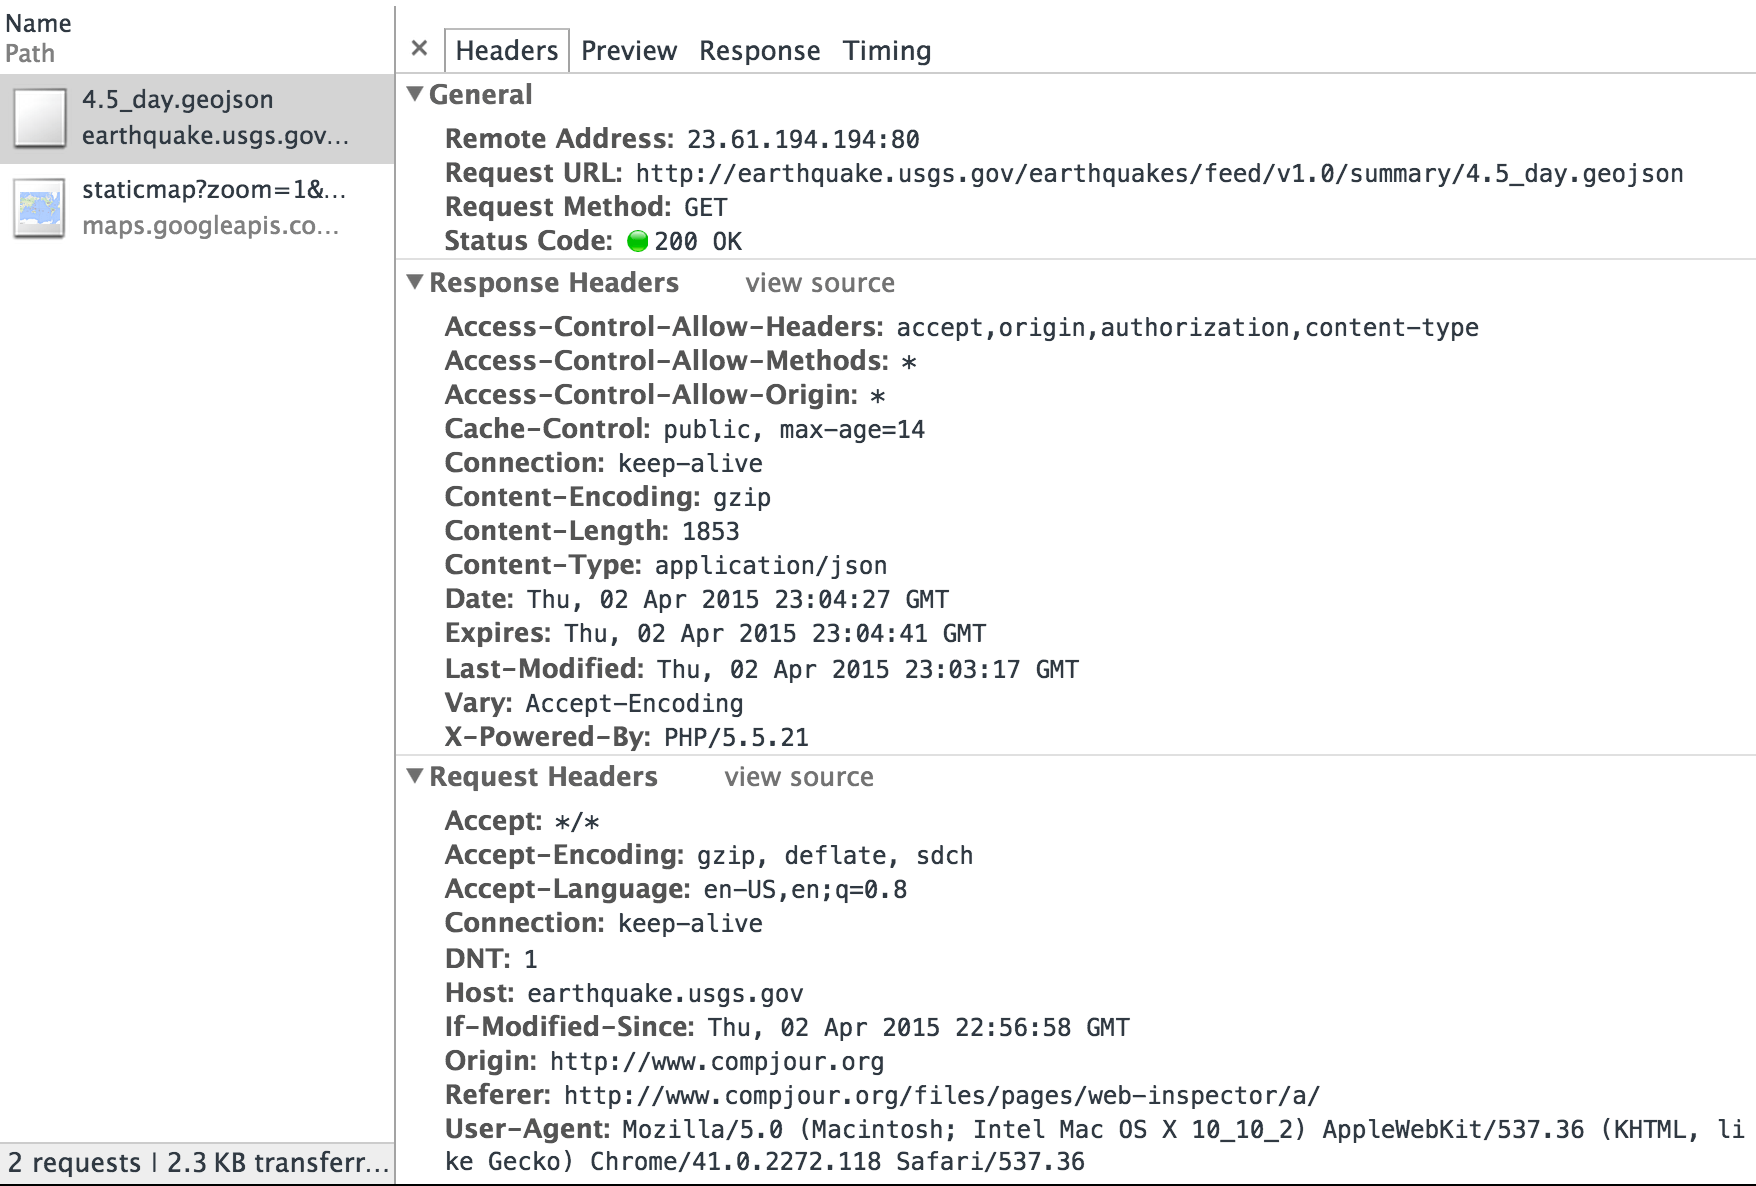 Name
Path
4.5_day.geojson
earthquake.usgs.gov...
staticmap?zoom=1&...
maps.googleapis.co...
2 requests | 2.3 KB transferr...
× Headers Preview Response Timing
▼ General
Remote Address: 23.61.194.194:80
Request URL: http://earthquake.usgs.gov/earthquakes/feed/v1.0/summary/4.5_day.geojson
Request Method: GET
Status Code: 200 OK
▼ Response Headers view source
Access-Control-Allow-Headers: accept,origin,authorization,content-type
Access-Control-Allow-Methods: *
Access-Control-Allow-Origin: *
Cache-Control: public, max-age=14
Connection: keep-alive
Content-Encoding: gzip
Content-Length: 1853
Content-Type: application/json
Date: Thu, 02 Apr 2015 23:04:27 GMT
Expires: Thu, 02 Apr 2015 23:04:41 GMT
Last-Modified: Thu, 02 Apr 2015 23:03:17 GMT
Vary: Accept-Encoding
X-Powered-By: PHP/5.5.21
▼ Request Headers view source
Accept: */*
Accept-Encoding: gzip, deflate, sdch
Accept-Language: en-US,en;q=0.8
Connection: keep-alive
DNT: 1
Host: earthquake.usgs.gov
If-Modified-Since: Thu, 02 Apr 2015 22:56:58 GMT
Origin: http://www.compjour.org
Referer: http://www.compjour.org/files/pages/web-inspector/a/
User-Agent: Mozilla/5.0 (Macintosh; Intel Mac OS X 10_10_2) AppleWebKit/537.36 (KHTML, li
ke Gecko) Chrome/41.0.2272.118 Safari/537.36